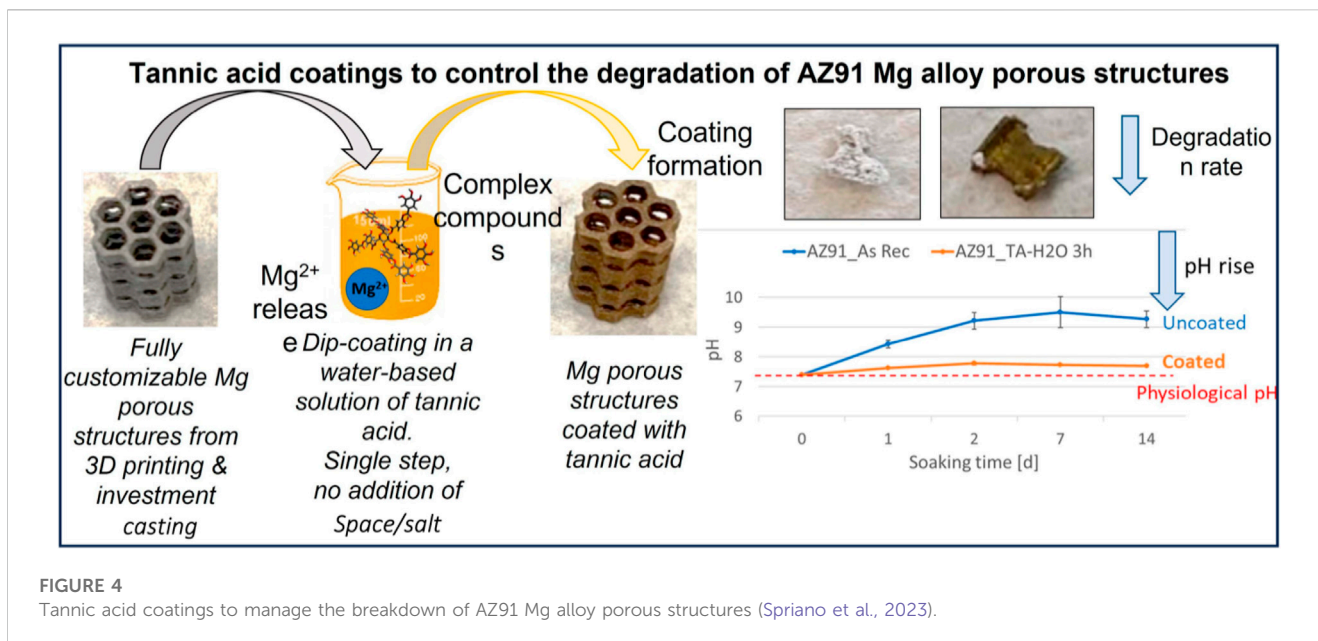 Tannic acid coatings to control the degradation of AZ91 Mg alloy porous structures
Fully
customizable Mg
porous
structures from
3D printing &
investment
casting
Mg2+
releas
e
150ml
100
20
Mg2+
Complex
compound
s
Dip-coating in a
water-based
solution of tannic
acid.
Single step,
no addition of
Space/salt
Coating
formation
Mg porous
structures
coated with
tannic acid
Degradatio
n rate
AZ91_As Rec
AZ91_TA-H2O 3h
pH rise
10
9
8
7
6
pH
Uncoated
Coated
Physiological pH
0 1 2 7 14
Soaking time [d]
FIGURE 4
Tannic acid coatings to manage the breakdown of AZ91 Mg alloy porous structures (Spriano et al., 2023).